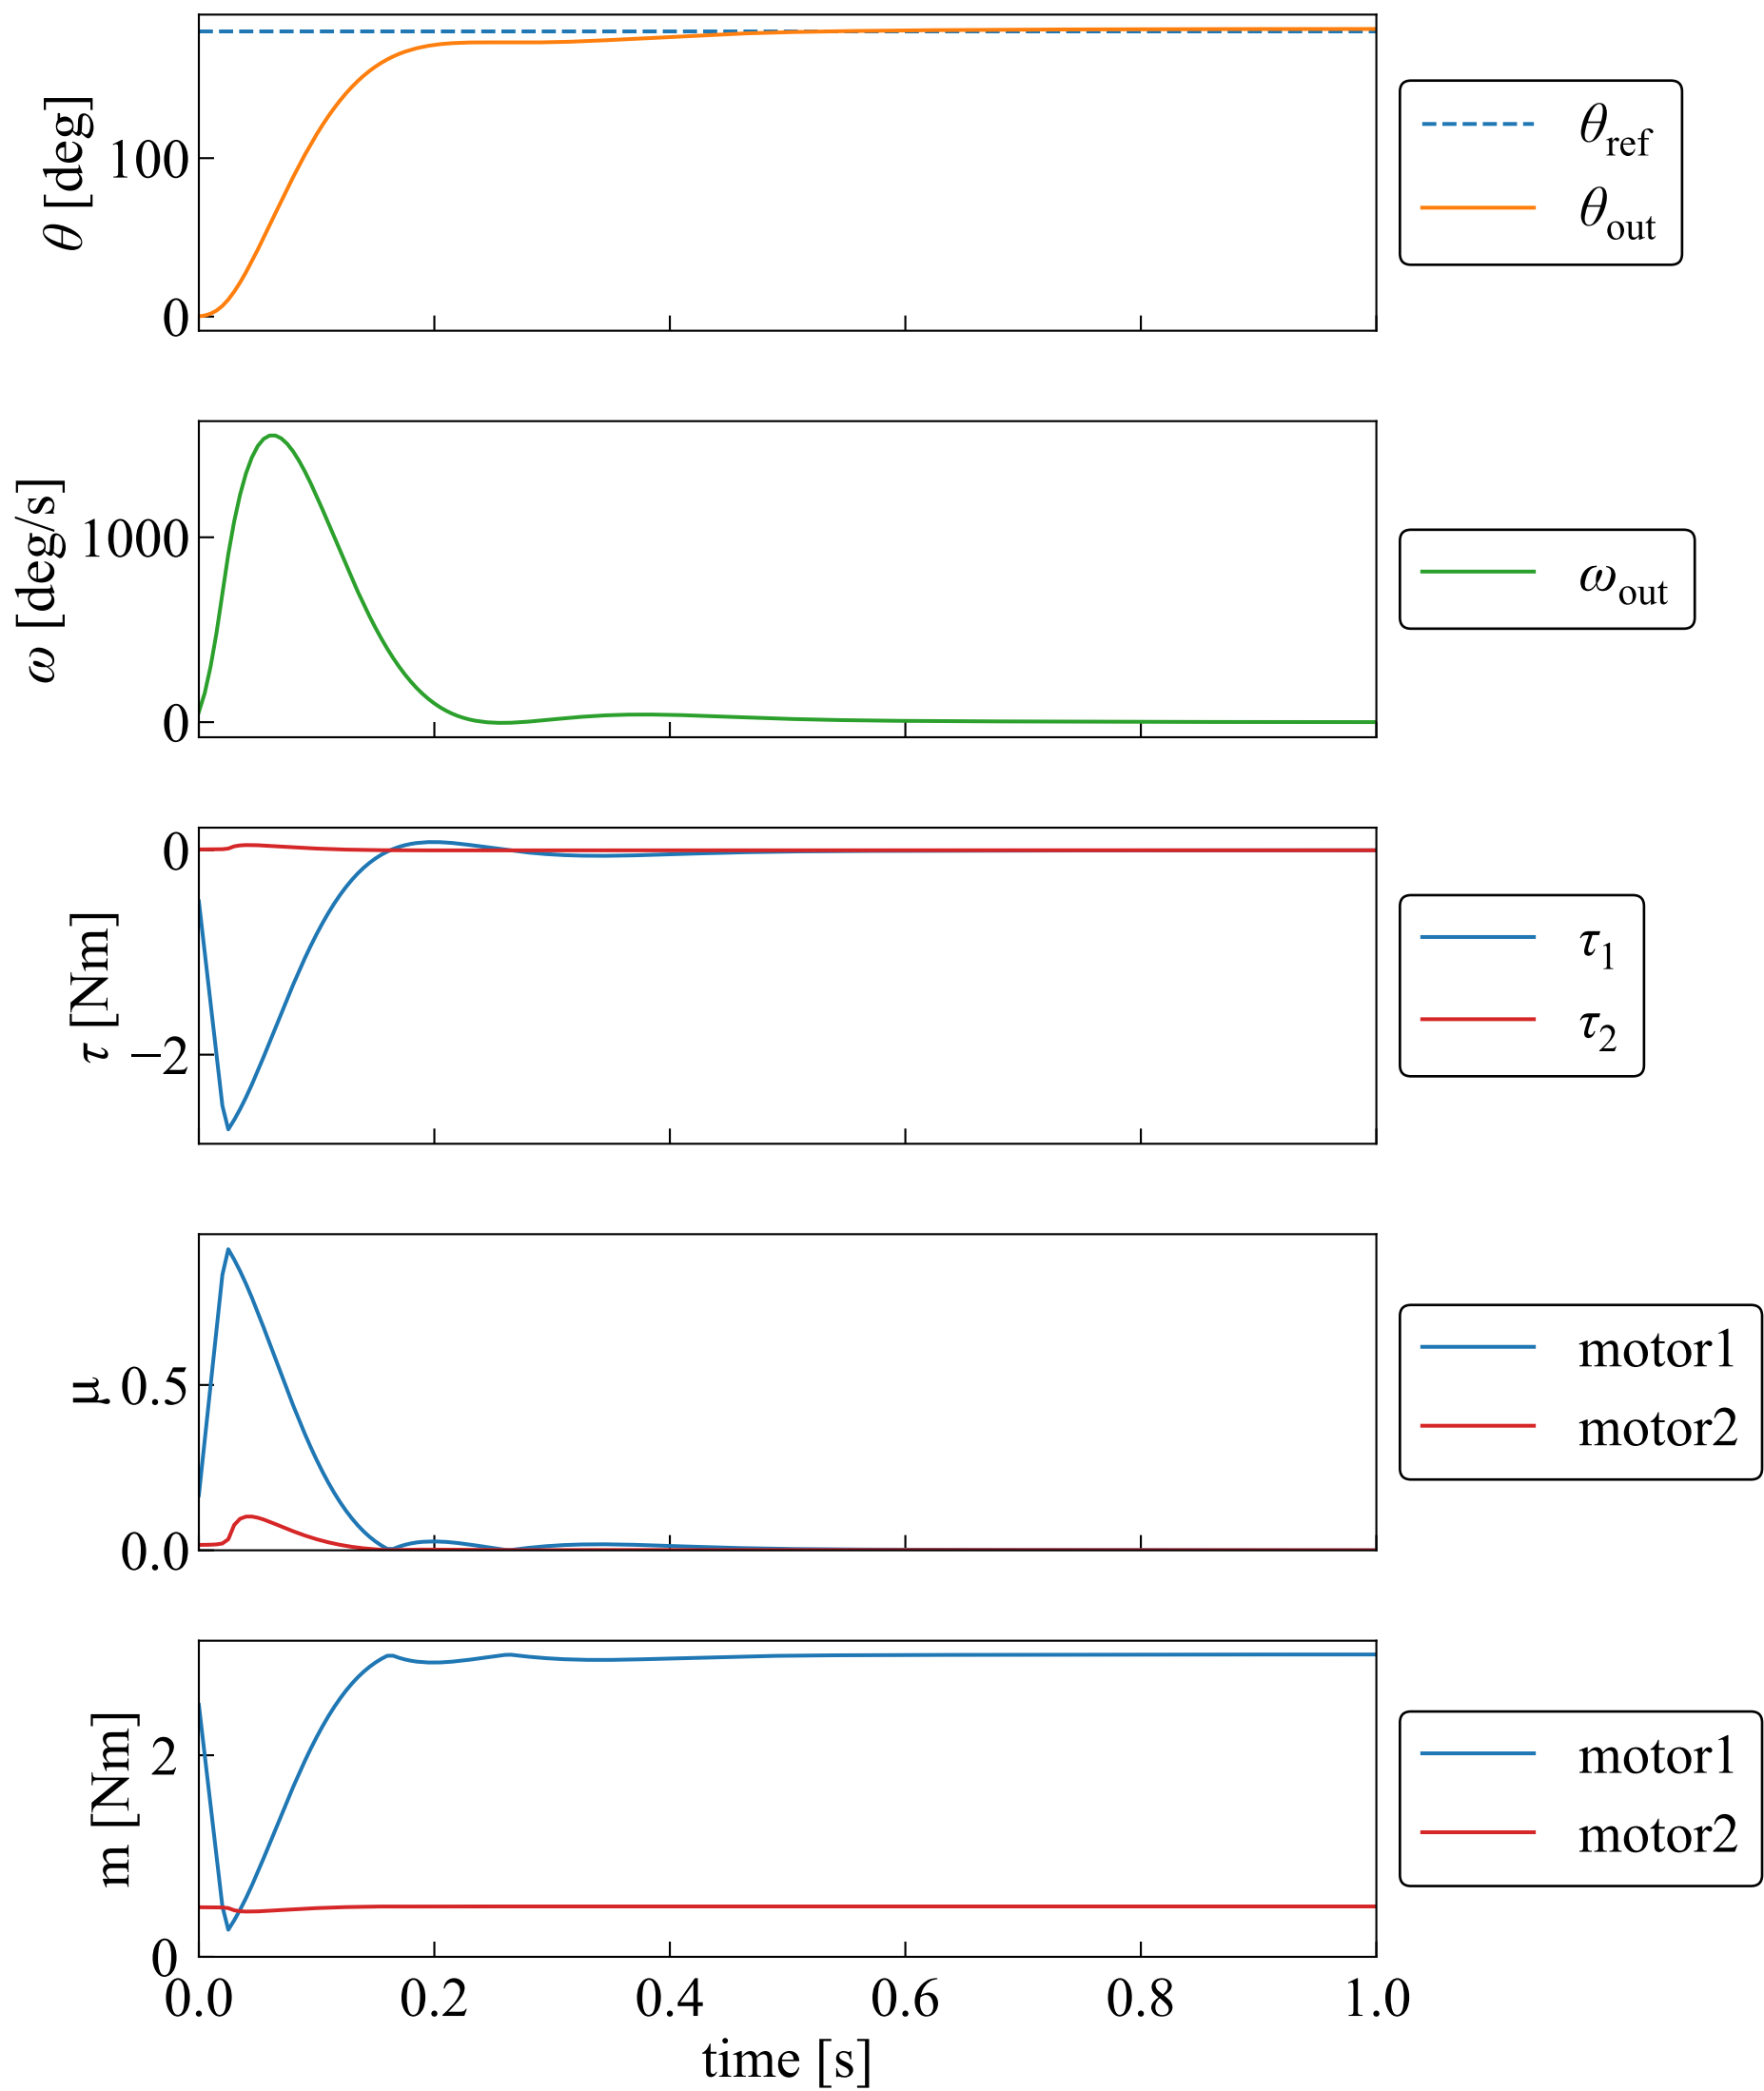 θ [deg]
100
0
θref
θout
ω [deg/s]
1000
0
ωout
τ [Nm]
0
−2
τ1
τ2
μ
0.5
0.0
motor1
motor2
m [Nm]
2
0
motor1
motor2
0.0 0.2 0.4 0.6 0.8 1.0
time [s]